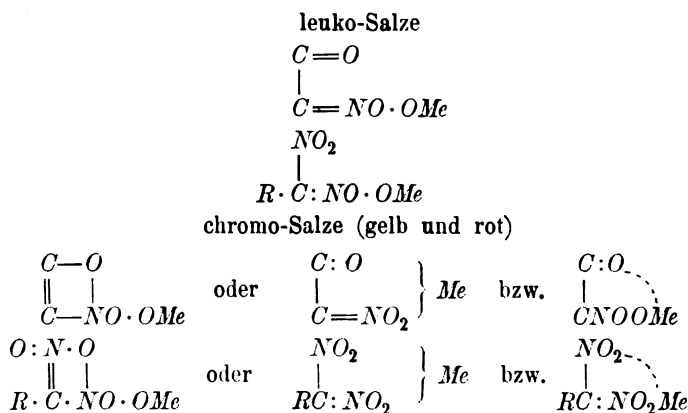 leuko-Salze
C=O
C=NO·OMe
NO₂
R·C:NO·OMe
chromo-Salze (gelb und rot)
C—O oder C:O } Me bzw. C:O
C—NO·OMe C=NO₂ CNOOMe
O:N·O oder NO₂ } Me bzw. NO₂
R·C·NO·OMe RC:NO₂ RC:NO₂Me